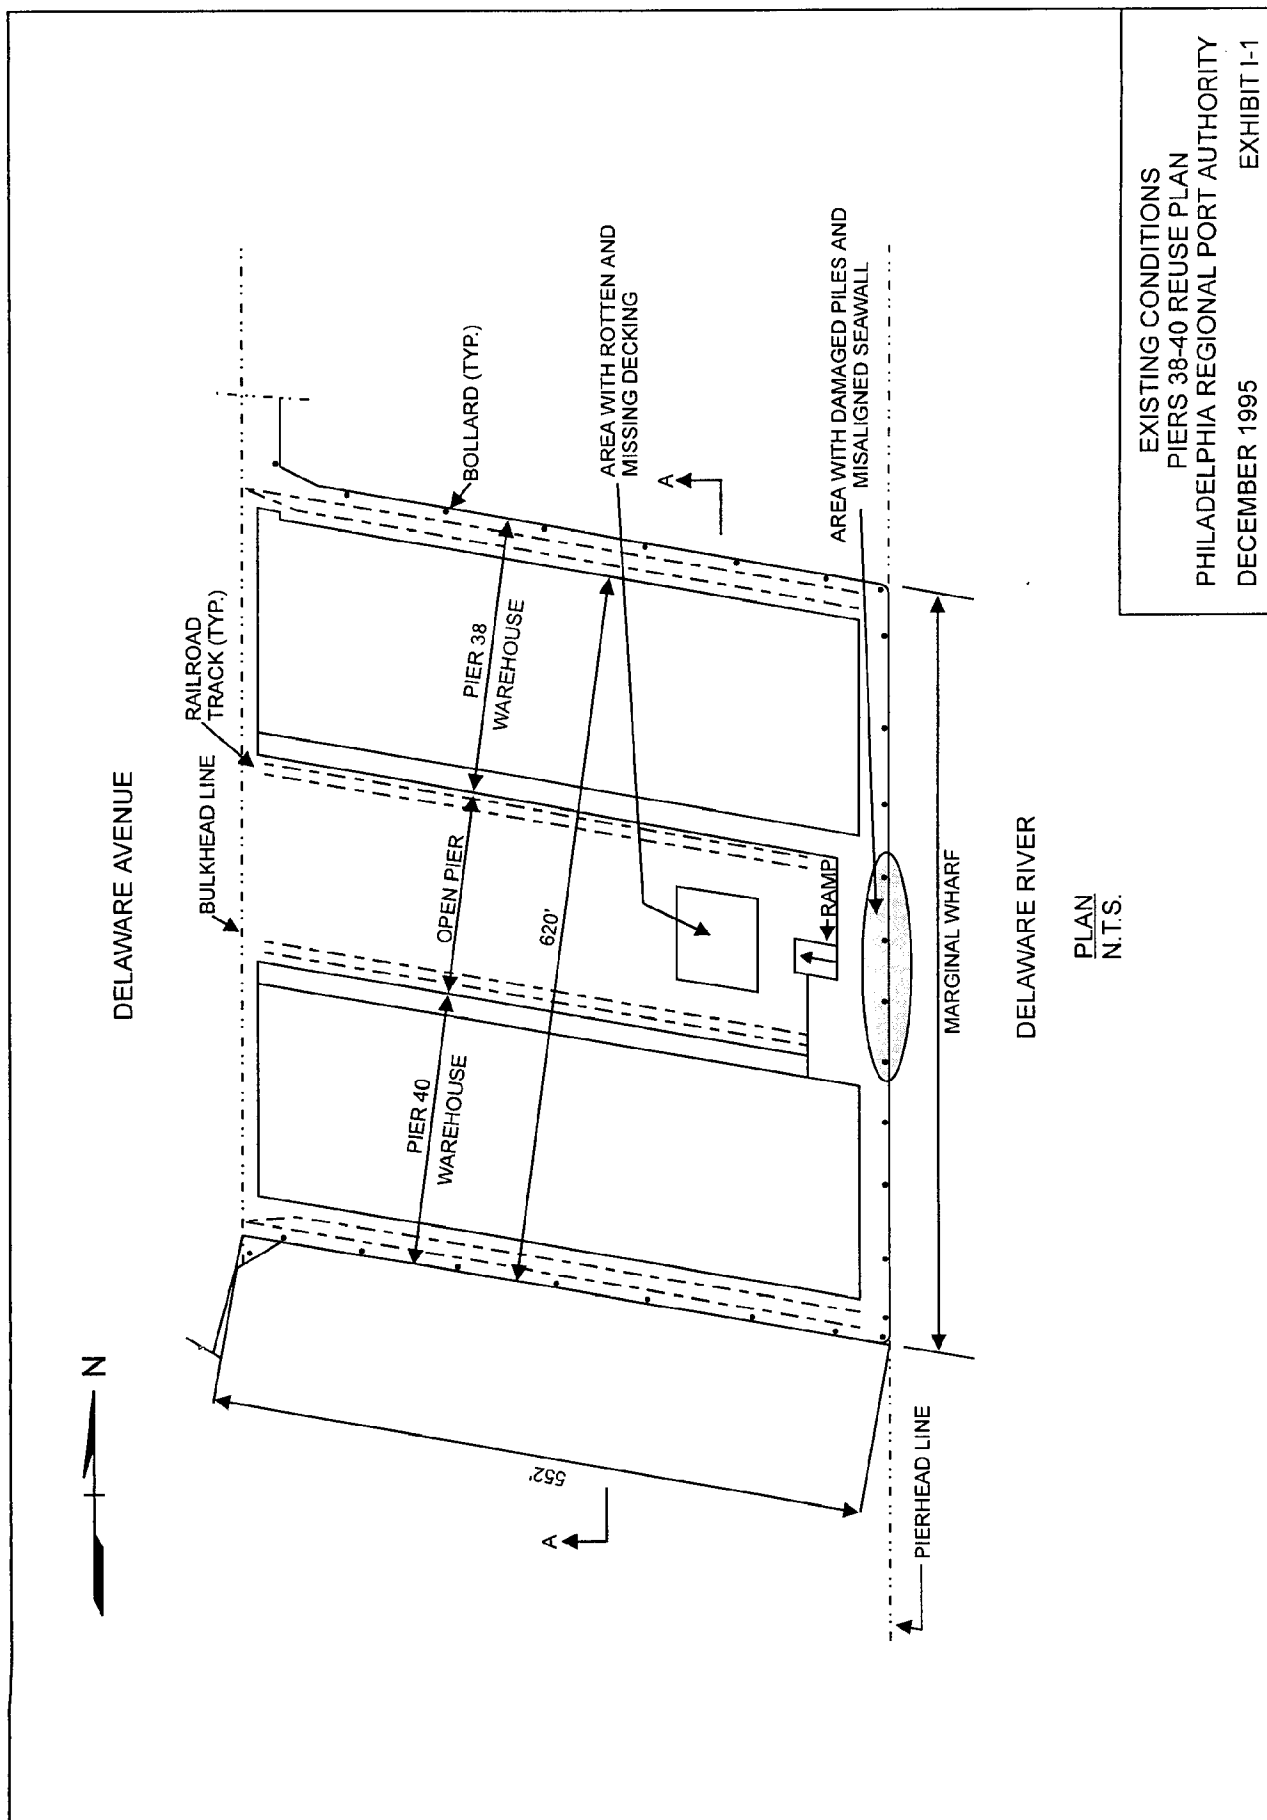 DELAWARE AVENUE
N
BULKHEAD LINE
RAILROAD
TRACK (TYP.)
BOLLARD (TYP.)
PIER 40
WAREHOUSE
OPEN PIER
PIER 38
WAREHOUSE
620'
552'
AREA WITH ROTTEN AND
MISSING DECKING
A
A
RAMP
AREA WITH DAMAGED PILES AND
MISALIGNED SEAWALL
PIERHEAD LINE
MARGINAL WHARF
DELAWARE RIVER
PLAN
N.T.S.
EXISTING CONDITIONS
PIERS 38-40 REUSE PLAN
PHILADELPHIA REGIONAL PORT AUTHORITY
DECEMBER 1995 EXHIBIT I-1